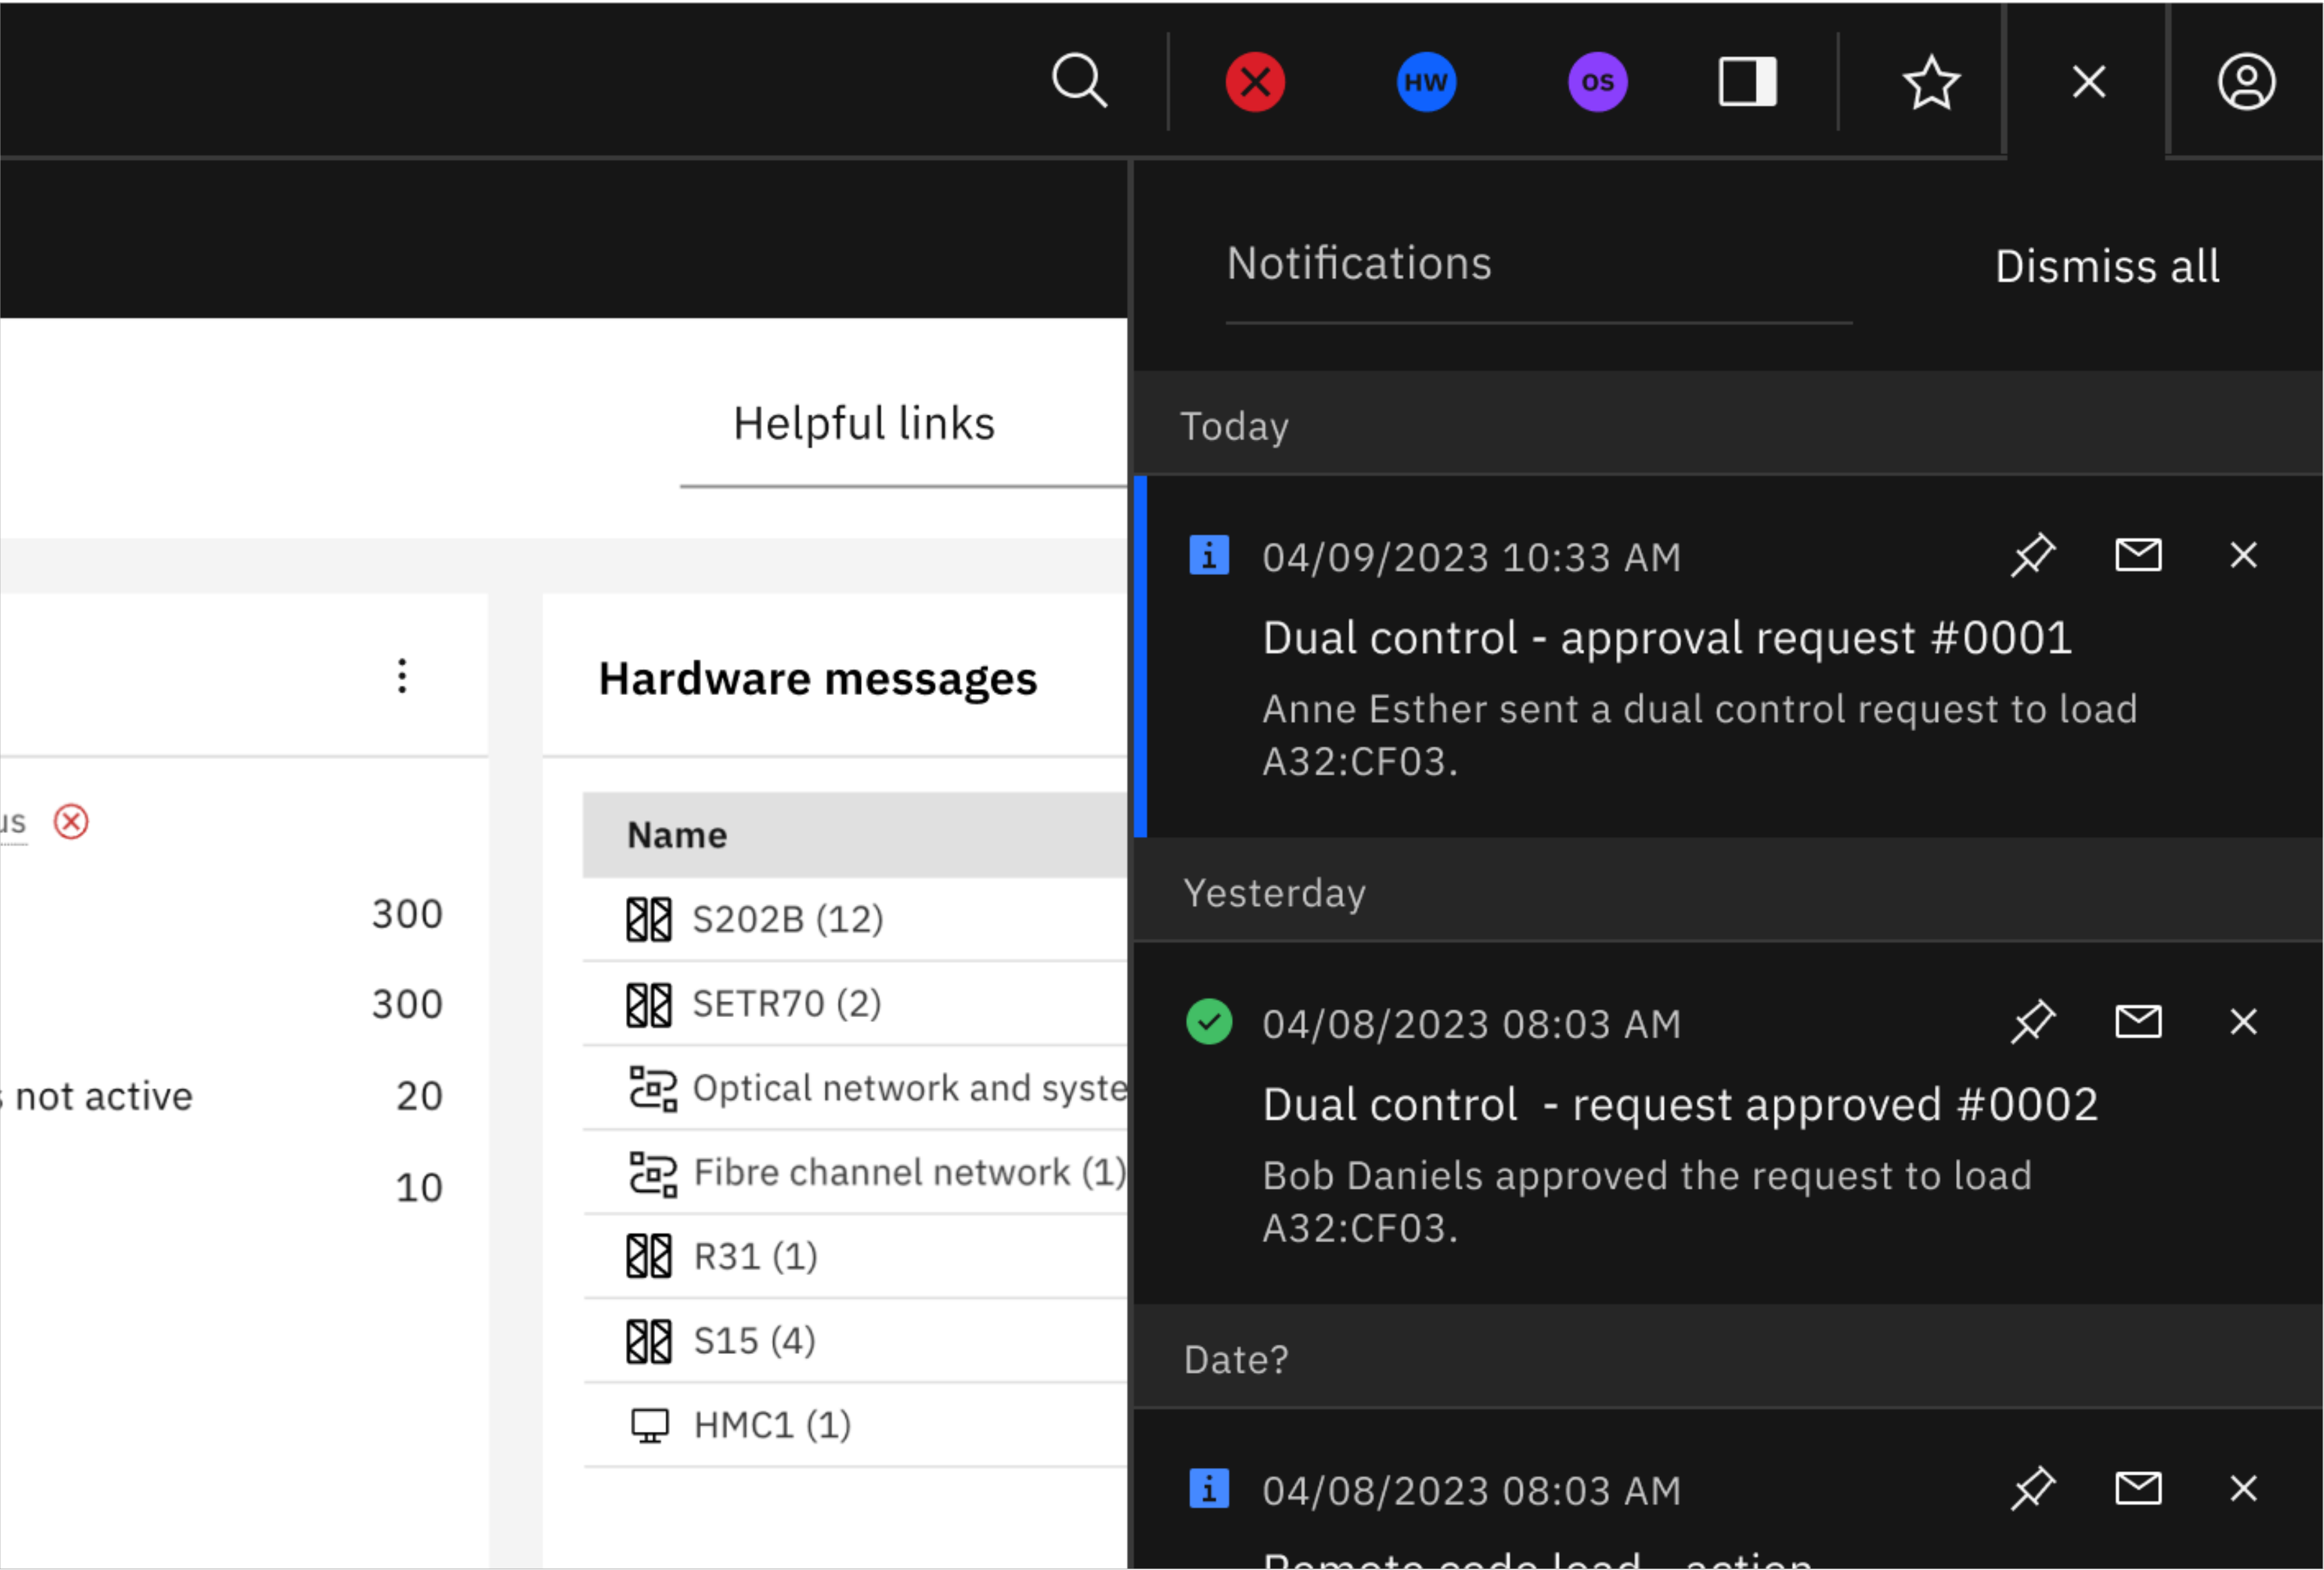 HW
OS
Notifications
Dismiss all
Helpful links
Today
i 04/09/2023 10:33 AM
Dual control - approval request #0001
Anne Esther sent a dual control request to load
A32:CF03.
Yesterday
04/08/2023 08:03 AM
Dual control  - request approved #0002
Bob Daniels approved the request to load
A32:CF03.
Date?
i 04/08/2023 08:03 AM
Remote code load - action
us
300
300
not active
20
10
Hardware messages
Name
S202B (12)
SETR70 (2)
Optical network and syste
Fibre channel network (1)
R31 (1)
S15 (4)
HMC1 (1)